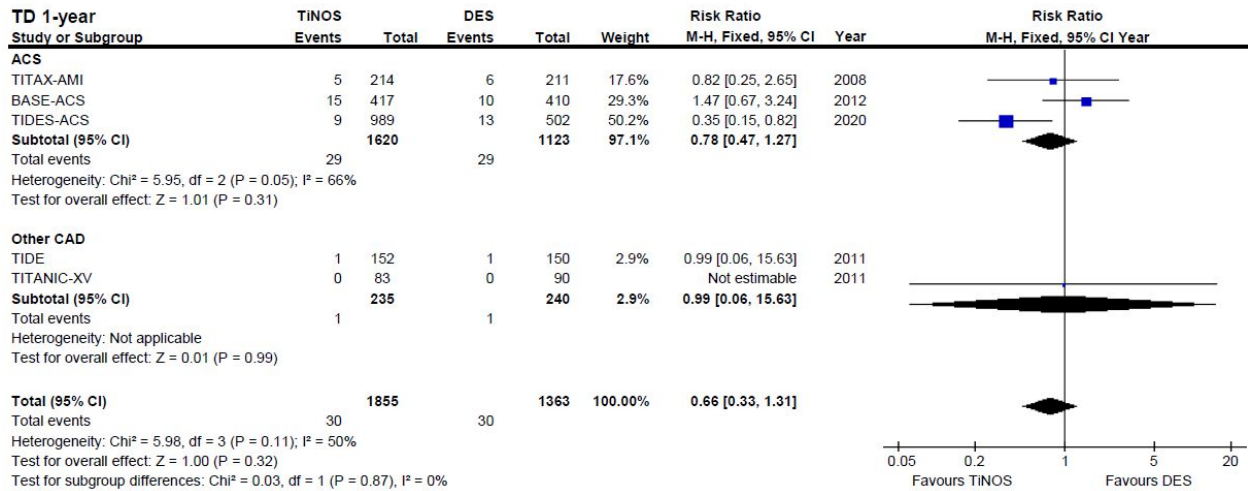 TD 1-year TiNOS DES Risk Ratio Risk Ratio
Study or Subgroup Events Total Events Total Weight M-H, Fixed, 95% CI Year M-H, Fixed, 95% CI Year
ACS
TITAX-AMI 5 214 6 211 17.6% 0.82 [0.25, 2.65] 2008
BASE-ACS 15 417 10 410 29.3% 1.47 [0.67, 3.24] 2012
TIDES-ACS 9 989 13 502 50.2% 0.35 [0.15, 0.82] 2020
Subtotal (95% CI) 1620 1123 97.1% 0.78 [0.47, 1.27]
Total events 29 29
Heterogeneity: Chi² = 5.95, df = 2 (P = 0.05); I² = 66%
Test for overall effect: Z = 1.01 (P = 0.31)
Other CAD
TIDE 1 152 1 150 2.9% 0.99 [0.06, 15.63] 2011
TITANIC-XV 0 83 0 90 Not estimable 2011
Subtotal (95% CI) 235 240 2.9% 0.99 [0.06, 15.63]
Total events 1 1
Heterogeneity: Not applicable
Test for overall effect: Z = 0.01 (P = 0.99)
Total (95% CI) 1855 1363 100.00% 0.66 [0.33, 1.31]
Total events 30 30
Heterogeneity: Chi² = 5.98, df = 3 (P = 0.11); I² = 50%
Test for overall effect: Z = 1.00 (P = 0.32)
Test for subgroup differences: Chi² = 0.03, df = 1 (P = 0.87), I² = 0%
0.05 0.2 1 5 20
Favours TiNOS Favours DES